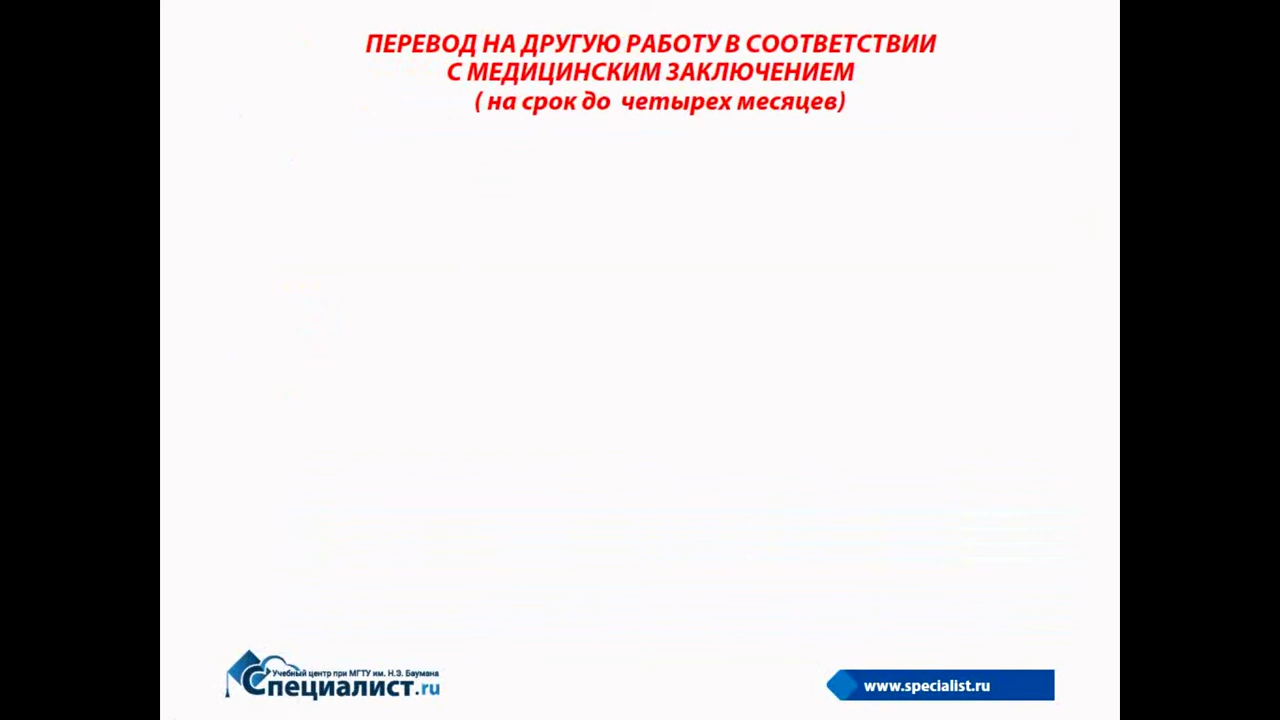 ПЕРЕВОД НА ДРУГУЮ РАБОТУ В СООТВЕТСТВИИ
С МЕДИЦИНСКИМ ЗАКЛЮЧЕНИЕМ
( на срок до четырех месяцев)
Учебный центр при МГТУ им. Н.Э. Баумана
Специалист.ru
www.specialist.ru